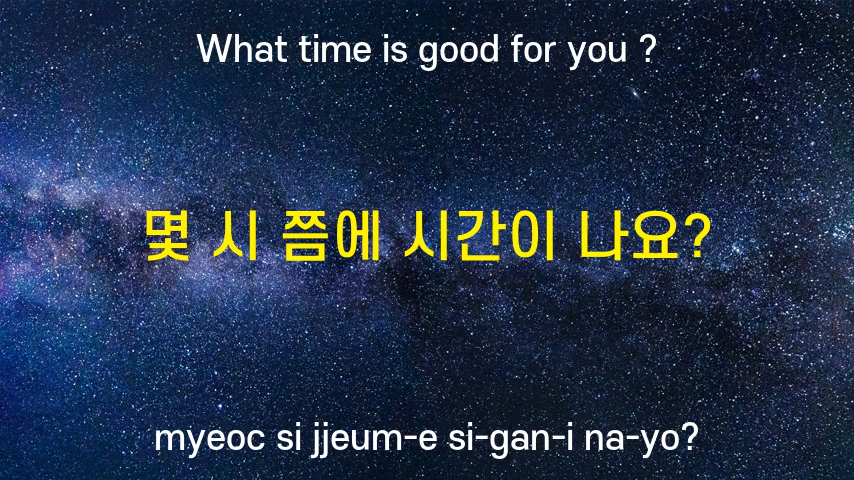 What time is good for you ?
몇 시 쯤에 시간이 나요?
myeoc si jjeum-e si-gan-i na-yo?